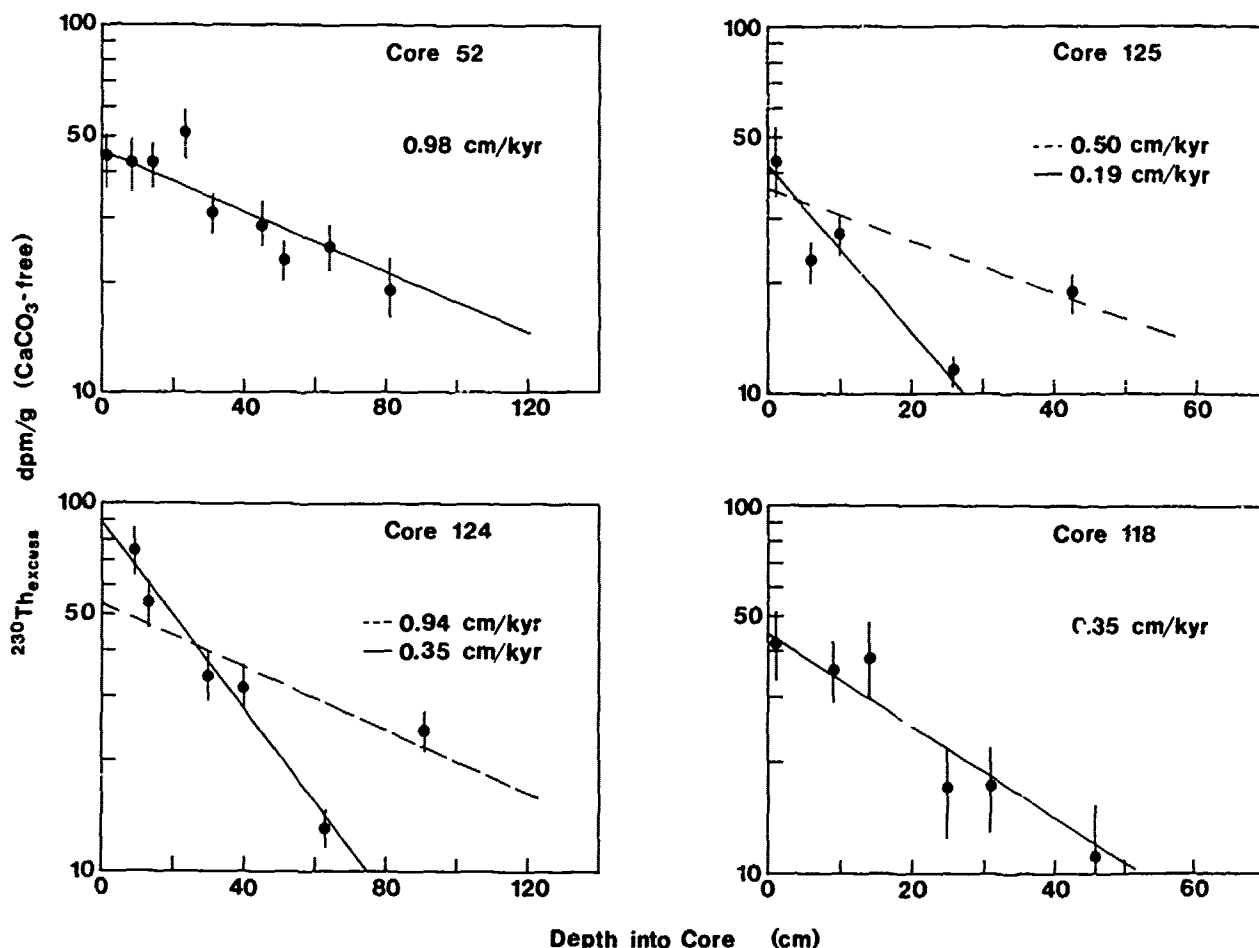 ²³⁰Th excess dpm/g (CaCO₃-free)
100
50
10
0 40 80 120
Core 52
0.98 cm/kyr
100
50
10
0 20 40 60
Core 125
--- 0.50 cm/kyr
— 0.19 cm/kyr
100
50
10
0 40 80 120
Core 124
--- 0.94 cm/kyr
— 0.35 cm/kyr
100
50
10
0 20 40 60
Core 118
0.35 cm/kyr
Depth into Core (cm)